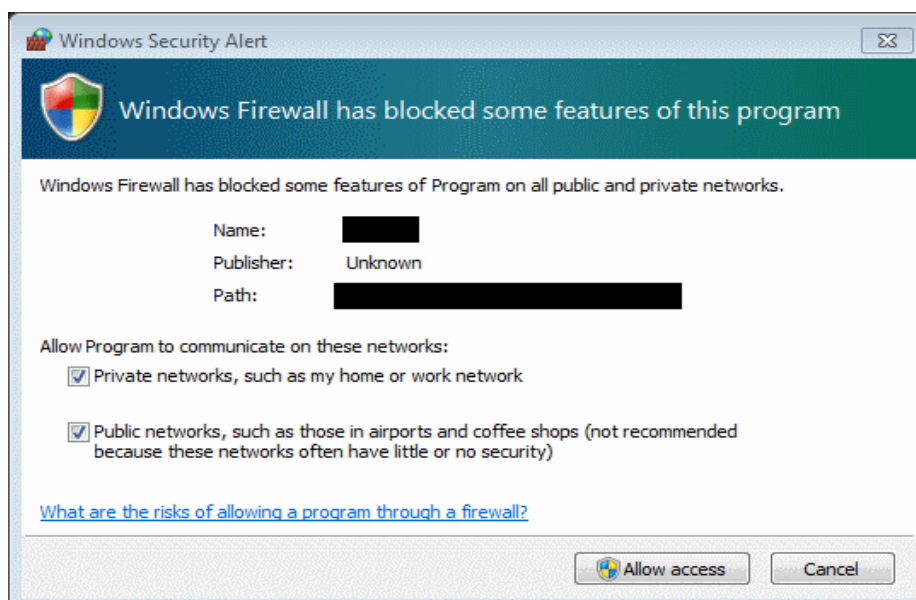 Windows Security Alert
Windows Firewall has blocked some features of this program
Windows Firewall has blocked some features of Program on all public and private networks.
Name:
Publisher: Unknown
Path:
Allow Program to communicate on these networks:
Private networks, such as my home or work network
Public networks, such as those in airports and coffee shops (not recommended
because these networks often have little or no security)
What are the risks of allowing a program through a firewall?
Allow access Cancel